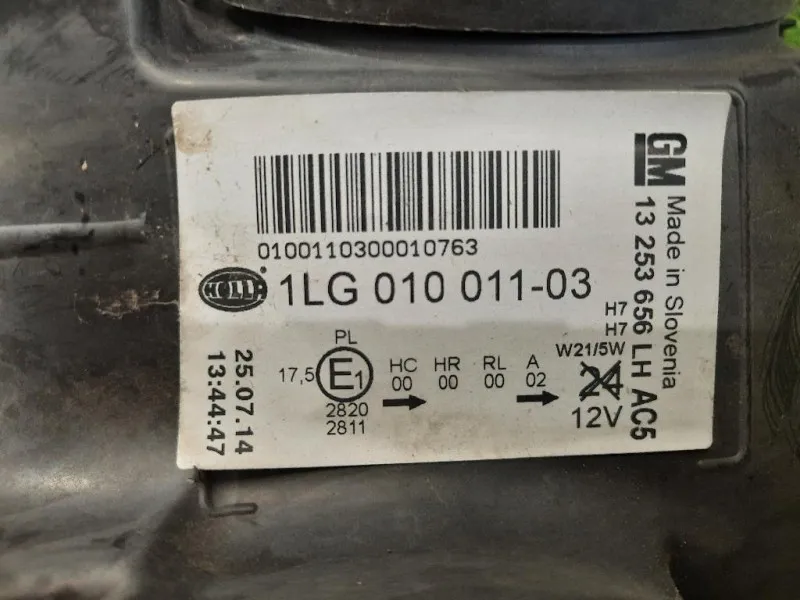 0100110300010763
HELLA
1LG 010 011-03
PL
17,5 E1
2820
2811
HC HR RL A
00 00 00 02
H7
H7
W21/5W
24
12V
25.07.14
13:44:47
GM
Made in Slovenia
13 253 656 LH AC5